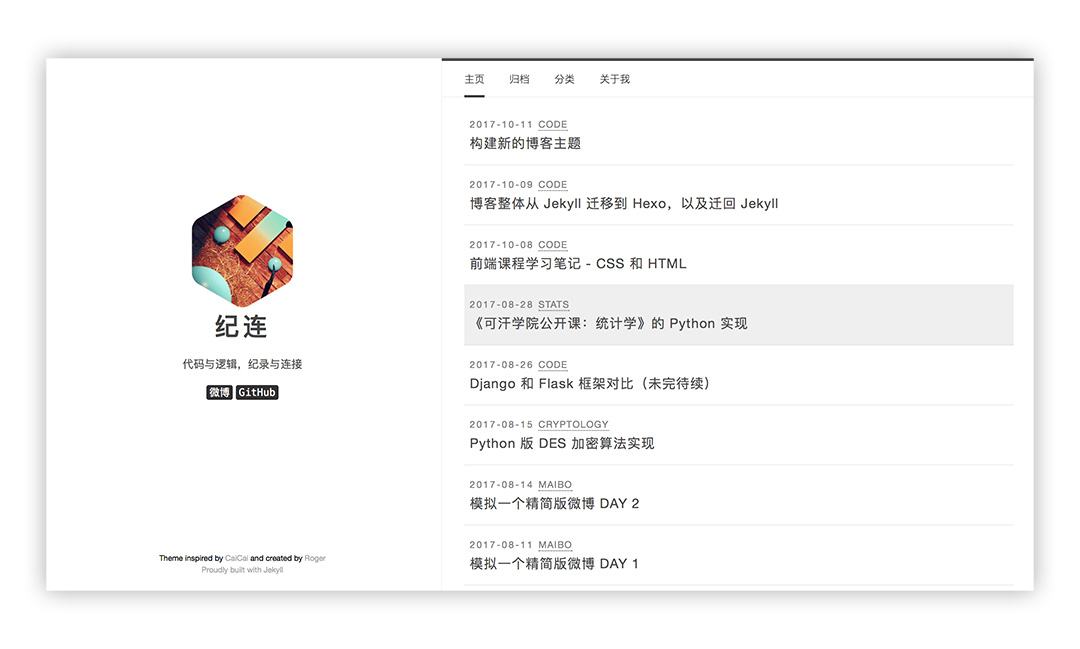 纪连
代码与逻辑，纪录与连接
微博 GitHub
Theme inspired by CaiCai and created by Roger
Proudly built with Jekyll
主页 归档 分类 关于我
2017-10-11 CODE
构建新的博客主题
2017-10-09 CODE
博客整体从 Jekyll 迁移到 Hexo，以及迁回 Jekyll
2017-10-08 CODE
前端课程学习笔记 - CSS 和 HTML
2017-08-28 STATS
《可汗学院公开课：统计学》的 Python 实现
2017-08-26 CODE
Django 和 Flask 框架对比（未完待续）
2017-08-15 CRYPTOLOGY
Python 版 DES 加密算法实现
2017-08-14 MAIBO
模拟一个精简版微博 DAY 2
2017-08-11 MAIBO
模拟一个精简版微博 DAY 1